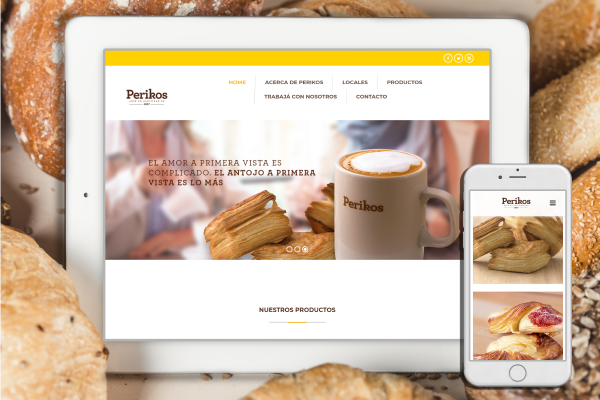 HOME
ACERCA DE PERIKOS
LOCALES
PRODUCTOS
TRABAJÁ CON NOSOTROS
CONTACTO
Perikos
EL AMOR A PRIMERA VISTA ES
COMPLICADO. EL ANTOJO A PRIMERA
VISTA ES LO MÁS
Perikos
NUESTROS PRODUCTOS
Perikos